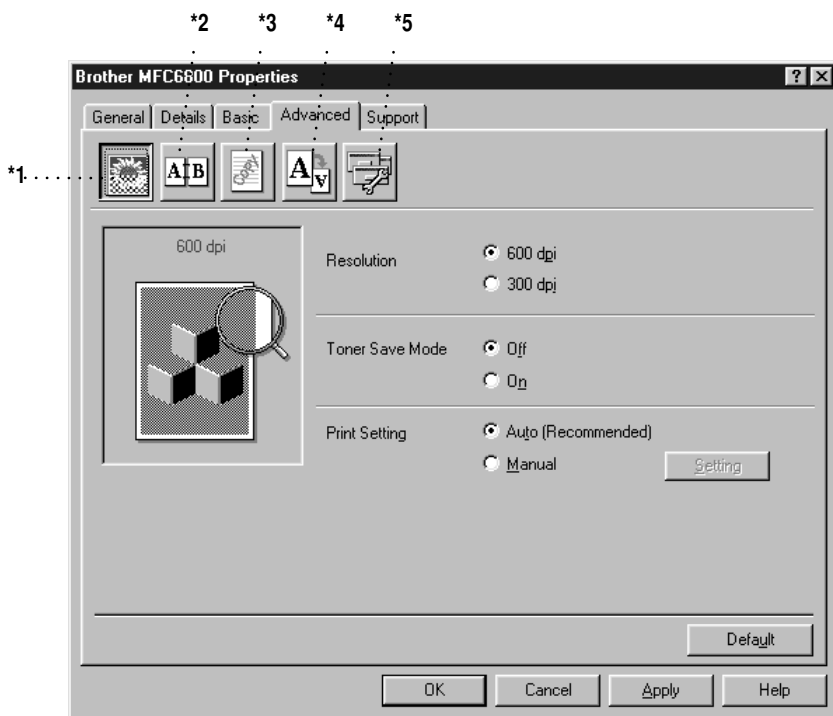 *2 *3 *4 *5
Brother MFC6600 Properties
General Details Basic Advanced Support
*1
A B Copy A A
600 dpi
Resolution
600 dpi
300 dpi
Toner Save Mode
Off
On
Print Setting
Auto (Recommended)
Manual
Setting
Default
OK Cancel Apply Help